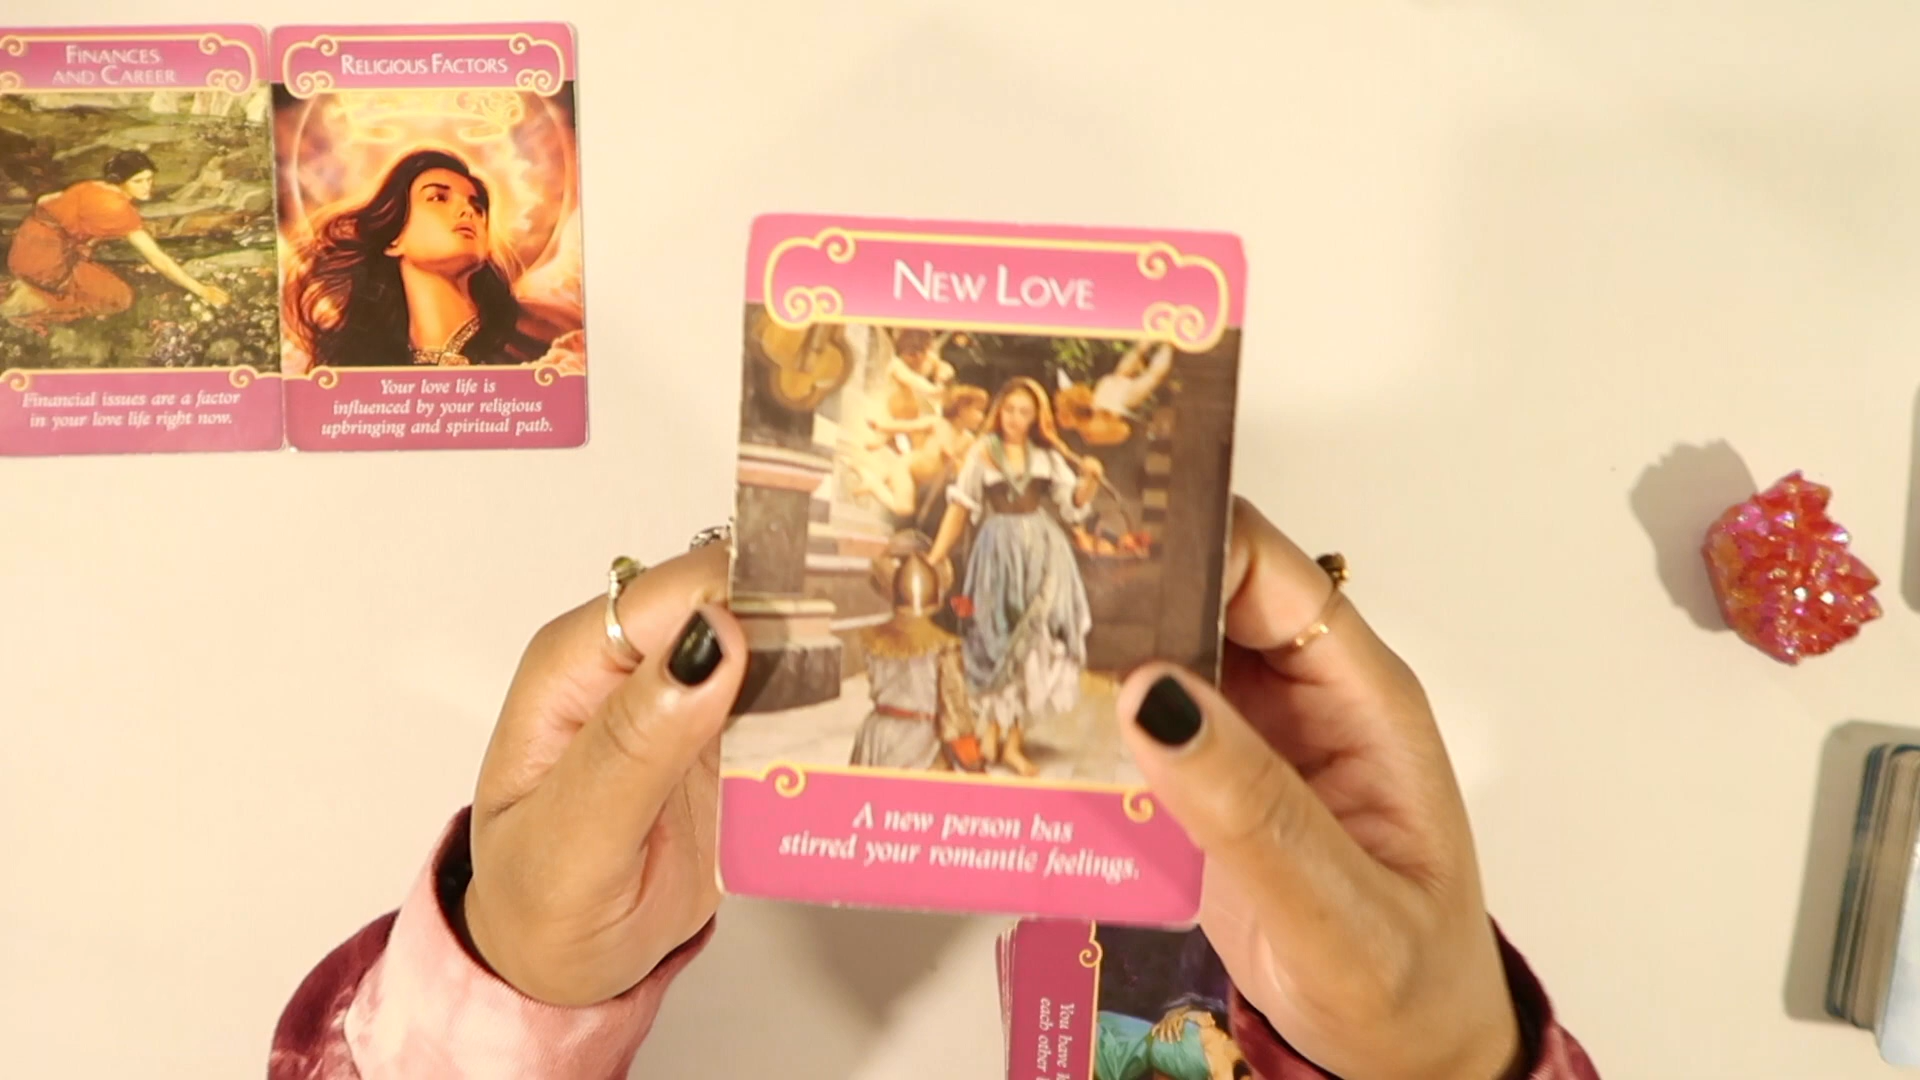 FINANCES
AND CAREER
Financial issues are a factor
in your love life right now.
RELIGIOUS FACTORS
Your love life is
influenced by your religious
upbringing and spiritual path.
NEW LOVE
A new person has
stirred your romantic feelings.
You have
each other